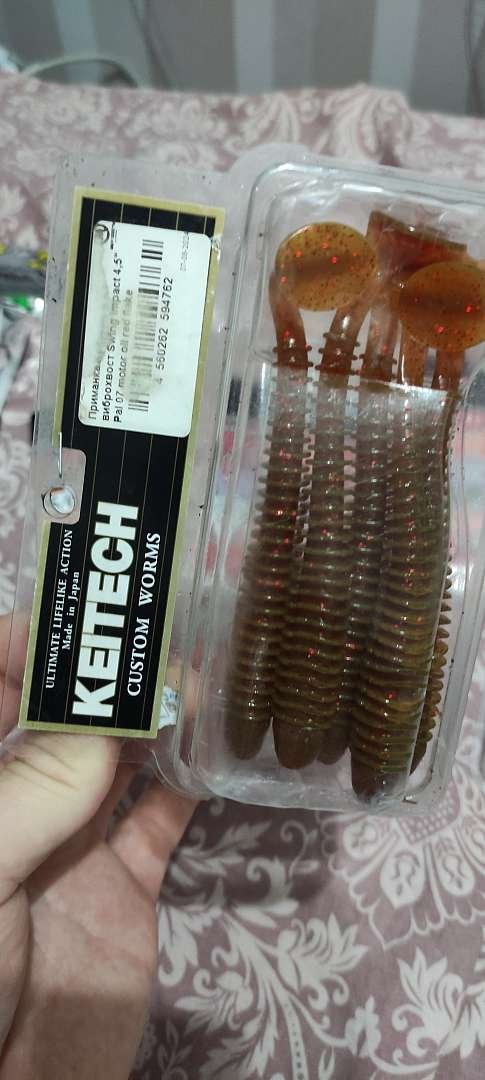 Приманка
виброхвост Swing Impact 4,5"
Pal 07 motor oil red flake
4 560262 594762
ULTIMATE LIFELIKE ACTION
Made in Japan
KEITECH
CUSTOM WORMS